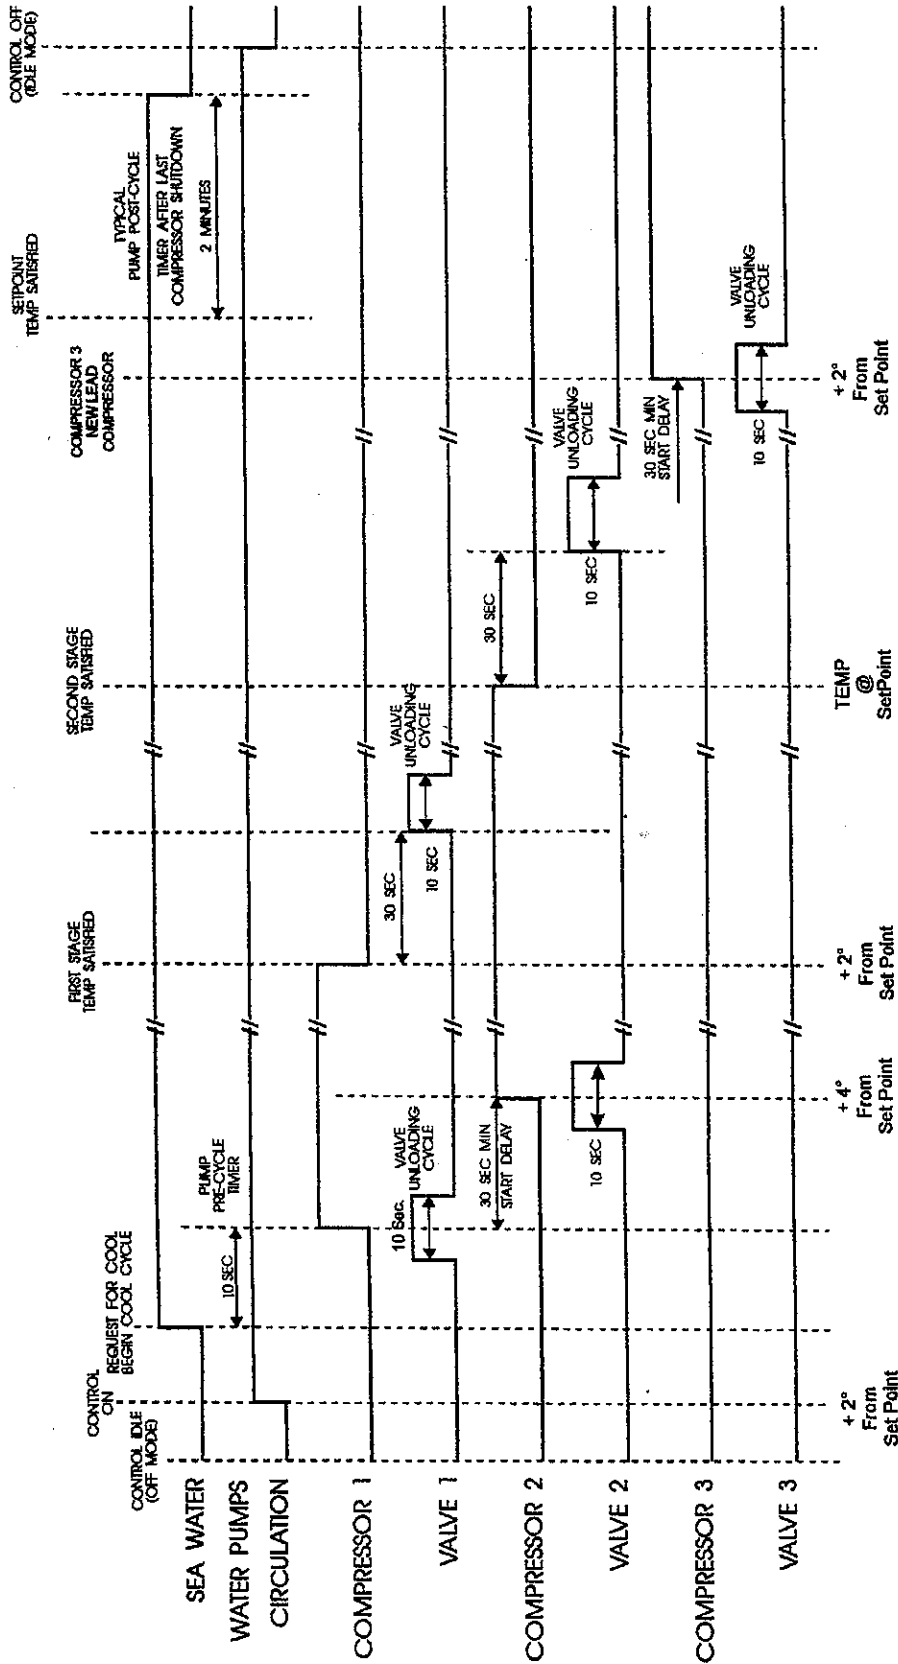 CONTROL IDLE
(OFF MODE)
CONTROL
ON
REQUEST FOR COOL
BEGIN COOL CYCLE
FIRST STAGE
TEMP SATISFIED
SECOND STAGE
TEMP SATISFIED
COMPRESSOR 3
NEW LEAD
COMPRESSOR
SETPOINT
TEMP SATISFIED
CONTROL OFF
(IDLE MODE)
SEA WATER
TYPICAL
PUMP POST-CYCLE
TIMER AFTER LAST
COMPRESSOR SHUTDOWN
2 MINUTES
WATER PUMPS
10 SEC
PUMP
PRE-CYCLE
TIMER
CIRCULATION
COMPRESSOR 1
30 SEC
VALVE 1
10 Sec.
VALVE
UNLOADING
CYCLE
10 SEC
VALVE
UNLOADING
CYCLE
COMPRESSOR 2
30 SEC MIN
START DELAY
30 SEC
VALVE 2
10 SEC
10 SEC
VALVE
UNLOADING
CYCLE
COMPRESSOR 3
30 SEC MIN
START DELAY
VALVE 3
10 SEC
VALVE
UNLOADING
CYCLE
+2°
From
Set Point
+4°
From
Set Point
+2°
From
Set Point
TEMP
@
SetPoint
+2°
From
Set Point